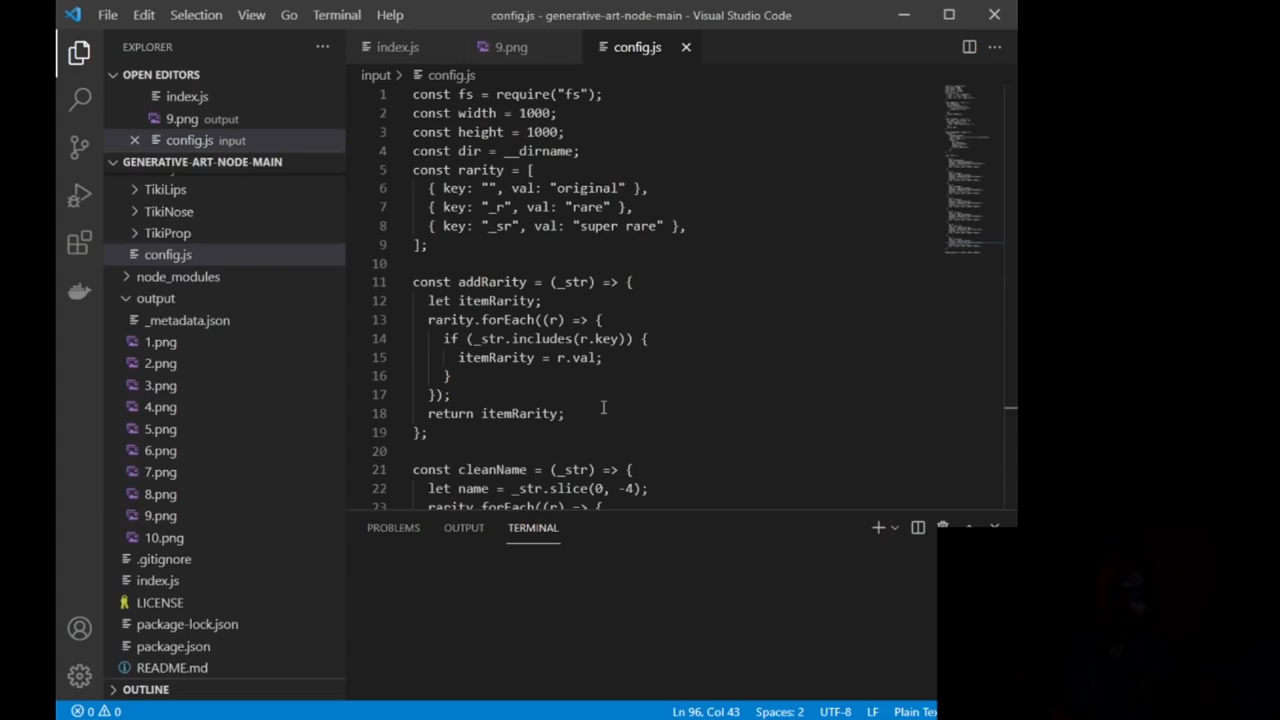 File Edit Selection View Go Terminal Help config.js - generative-art-node-main - Visual Studio Code
EXPLORER
OPEN EDITORS
index.js
9.png output
config.js input
GENERATIVE-ART-NODE-MAIN
TikiLips
TikiNose
TikiProp
config.js
node_modules
output
_metadata.json
1.png
2.png
3.png
4.png
5.png
6.png
7.png
8.png
9.png
10.png
.gitignore
index.js
LICENSE
package-lock.json
package.json
README.md
OUTLINE
index.js 9.png config.js
input > config.js
1 const fs = require("fs");
2 const width = 1000;
3 const height = 1000;
4 const dir = __dirname;
5 const rarity = [
6 { key: "", val: "original" },
7 { key: "_r", val: "rare" },
8 { key: "_sr", val: "super rare" },
9 ];
10
11 const addRarity = (_str) => {
12 let itemRarity;
13 rarity.forEach((r) => {
14 if (_str.includes(r.key)) {
15 itemRarity = r.val;
16 }
17 });
18 return itemRarity;
19 };
20
21 const cleanName = (_str) => {
22 let name = _str.slice(0, -4);
23 rarity.forEach((r) => {
PROBLEMS OUTPUT TERMINAL
0 0 Ln 96, Col 43 Spaces: 2 UTF-8 LF Plain Te